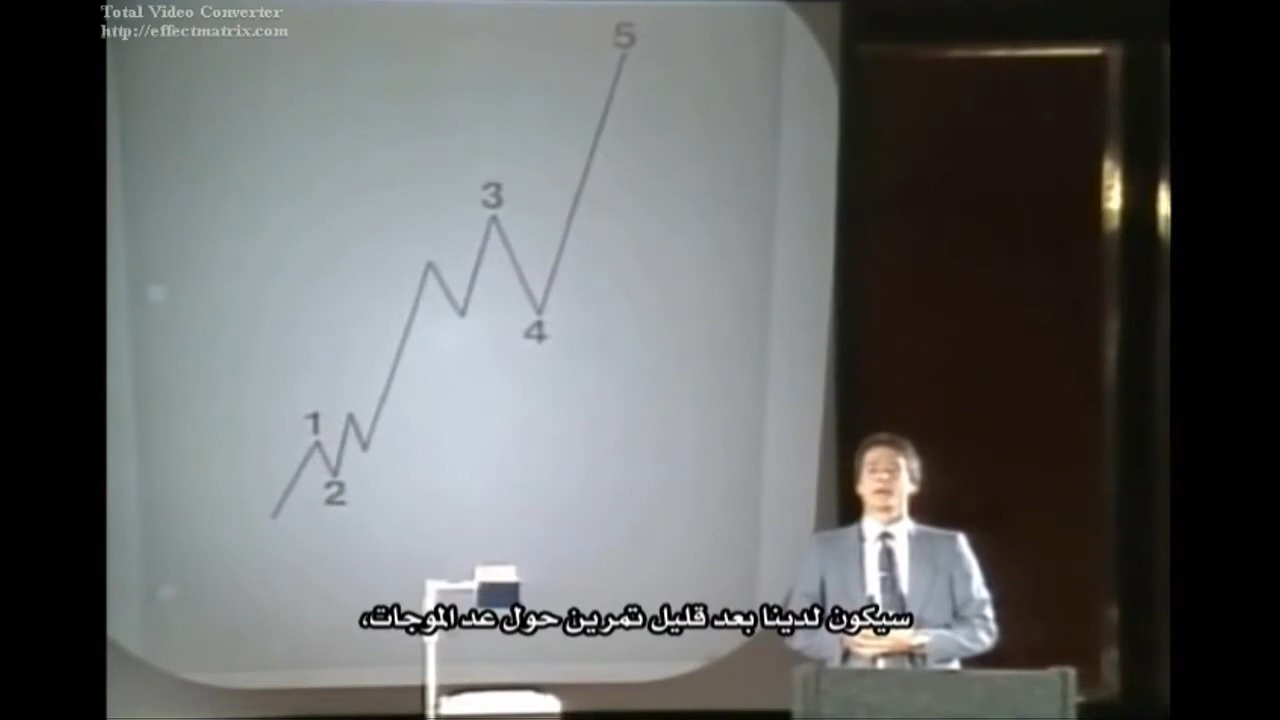 Total Video Converter
http://effectmatrix.com
5
3
4
1
2
سيكون لدينا بعد قليل تمرين حول عد الموجات،